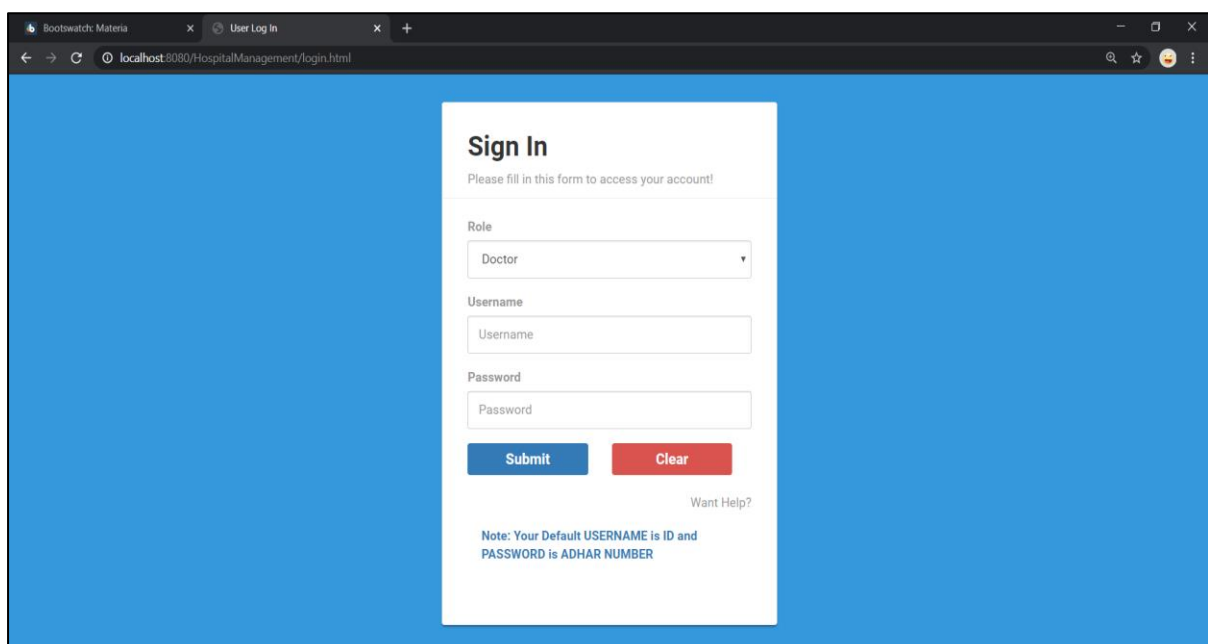 Bootswatch: Materia
User Log In
localhost:8080/HospitalManagement/login.html
Sign In
Please fill in this form to access your account!
Role
Doctor
Username
Username
Password
Password
Submit Clear
Want Help?
Note: Your Default USERNAME is ID and
PASSWORD is ADHAR NUMBER